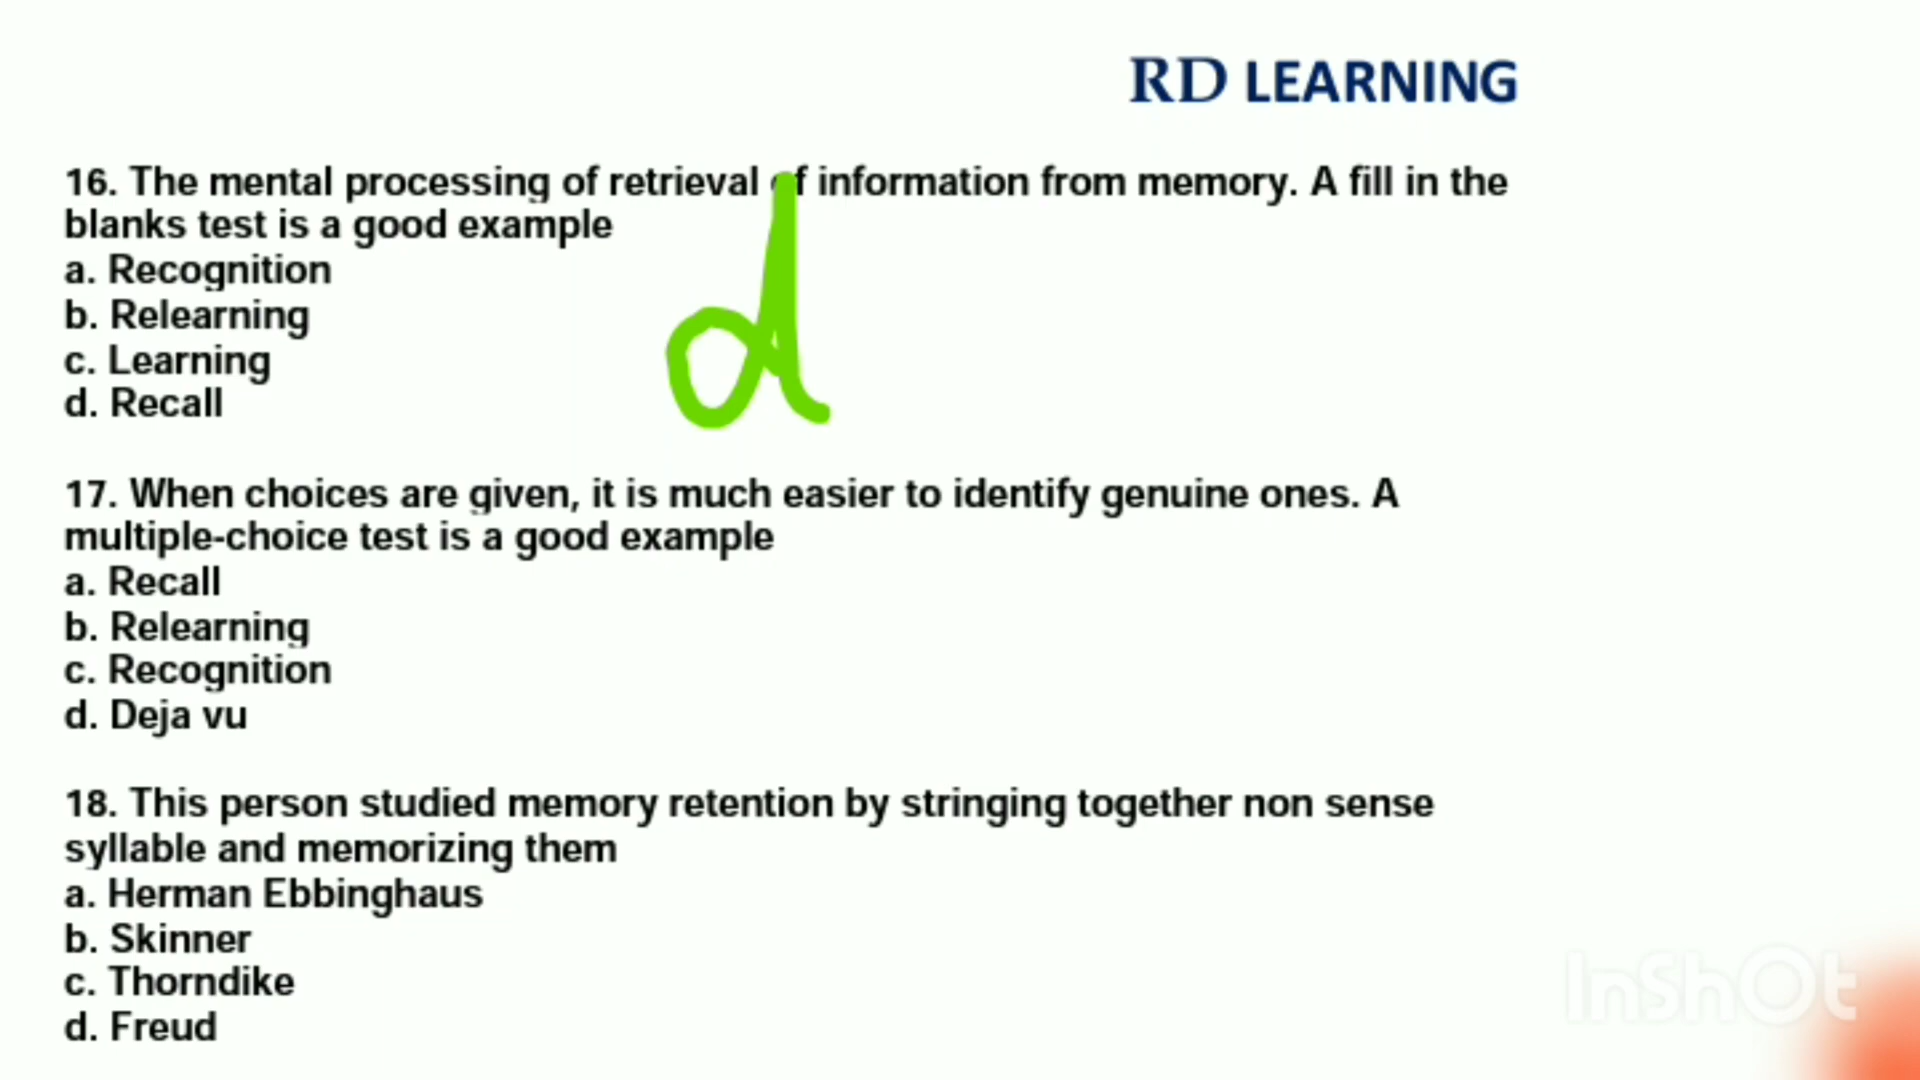 RD LEARNING
16. The mental processing of retrieval of information from memory. A fill in the
blanks test is a good example
a. Recognition
b. Relearning
c. Learning
d. Recall
d
17. When choices are given, it is much easier to identify genuine ones. A
multiple-choice test is a good example
a. Recall
b. Relearning
c. Recognition
d. Deja vu
18. This person studied memory retention by stringing together non sense
syllable and memorizing them
a. Herman Ebbinghaus
b. Skinner
c. Thorndike
d. Freud
InShOt